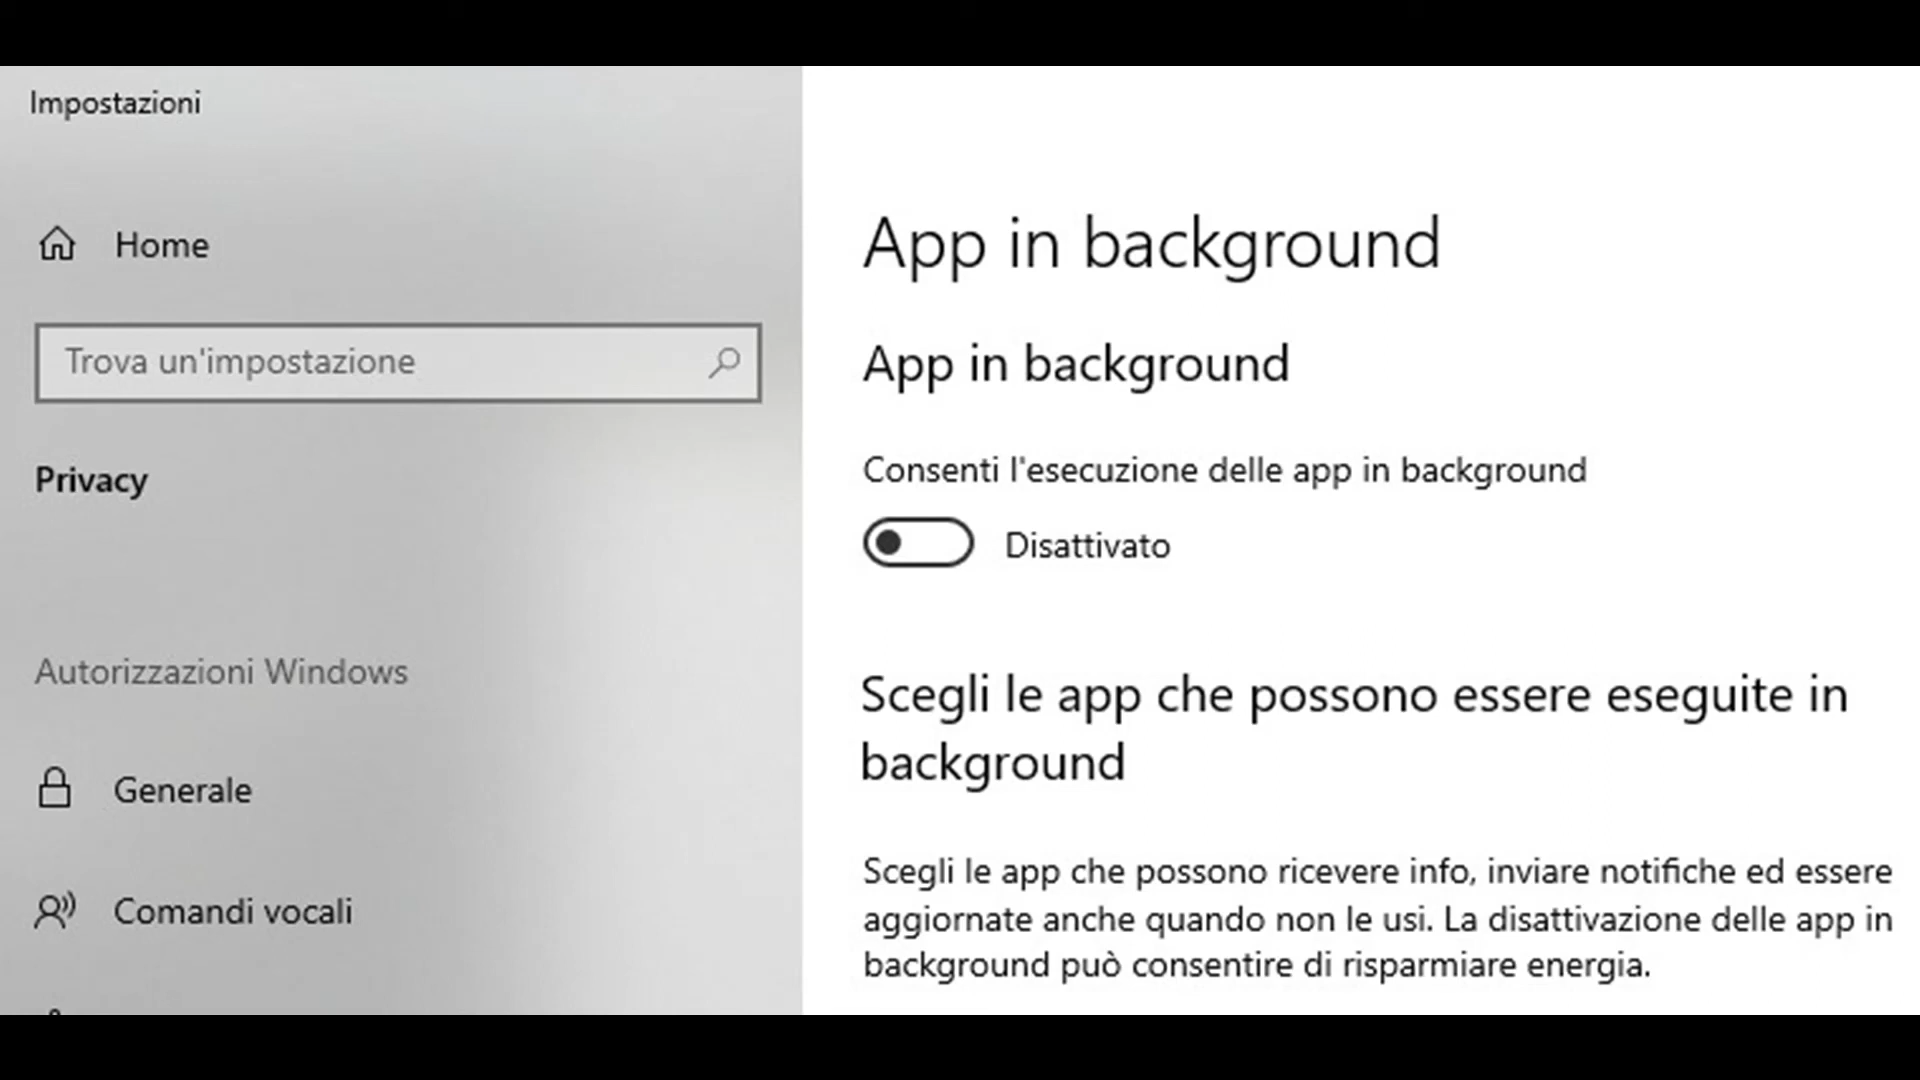 Impostazioni
Home
Trova un'impostazione
Privacy
Autorizzazioni Windows
Generale
Comandi vocali
App in background
App in background
Consenti l'esecuzione delle app in background
Disattivato
Scegli le app che possono essere eseguite in
background
Scegli le app che possono ricevere info, inviare notifiche ed essere
aggiornate anche quando non le usi. La disattivazione delle app in
background può consentire di risparmiare energia.